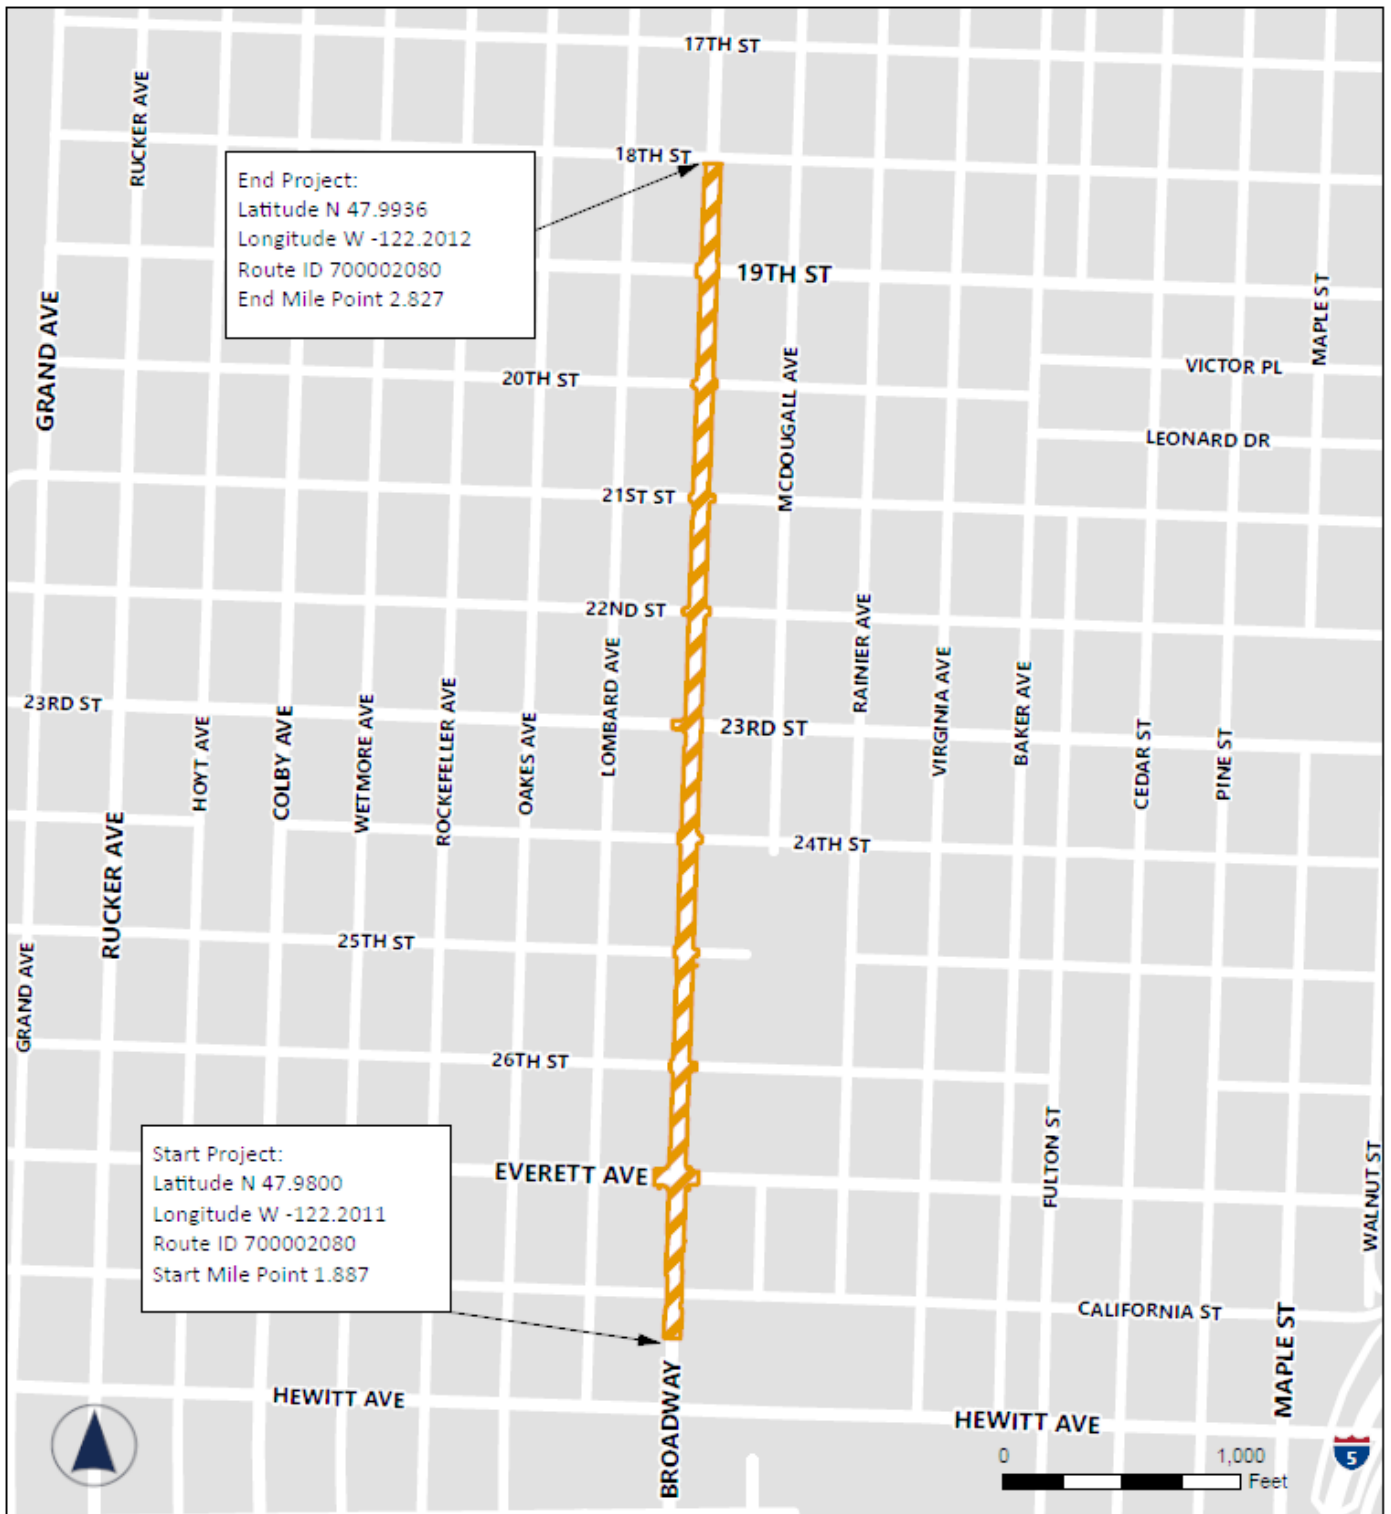 17TH ST
RUCKER AVE
18TH ST
End Project:
Latitude N 47.9936
Longitude W -122.2012
Route ID 700002080
End Mile Point 2.827
19TH ST
MAPLE ST
GRAND AVE
VICTOR PL
20TH ST
MCDOUGALL AVE
LEONARD DR
21ST ST
22ND ST
RAINIER AVE
LOMBARD AVE
VIRGINIA AVE
BAKER AVE
23RD ST
ROCKEFELLER AVE
WETMORE AVE
COLBY AVE
HOYT AVE
OAKES AVE
23RD ST
CEDAR ST
PINE ST
RUCKER AVE
24TH ST
25TH ST
GRAND AVE
26TH ST
FULTON ST
Start Project:
Latitude N 47.9800
Longitude W -122.2011
Route ID 700002080
Start Mile Point 1.887
EVERETT AVE
WALNUT ST
CALIFORNIA ST
MAPLE ST
BROADWAY
HEWITT AVE
HEWITT AVE
0 1,000
Feet
5